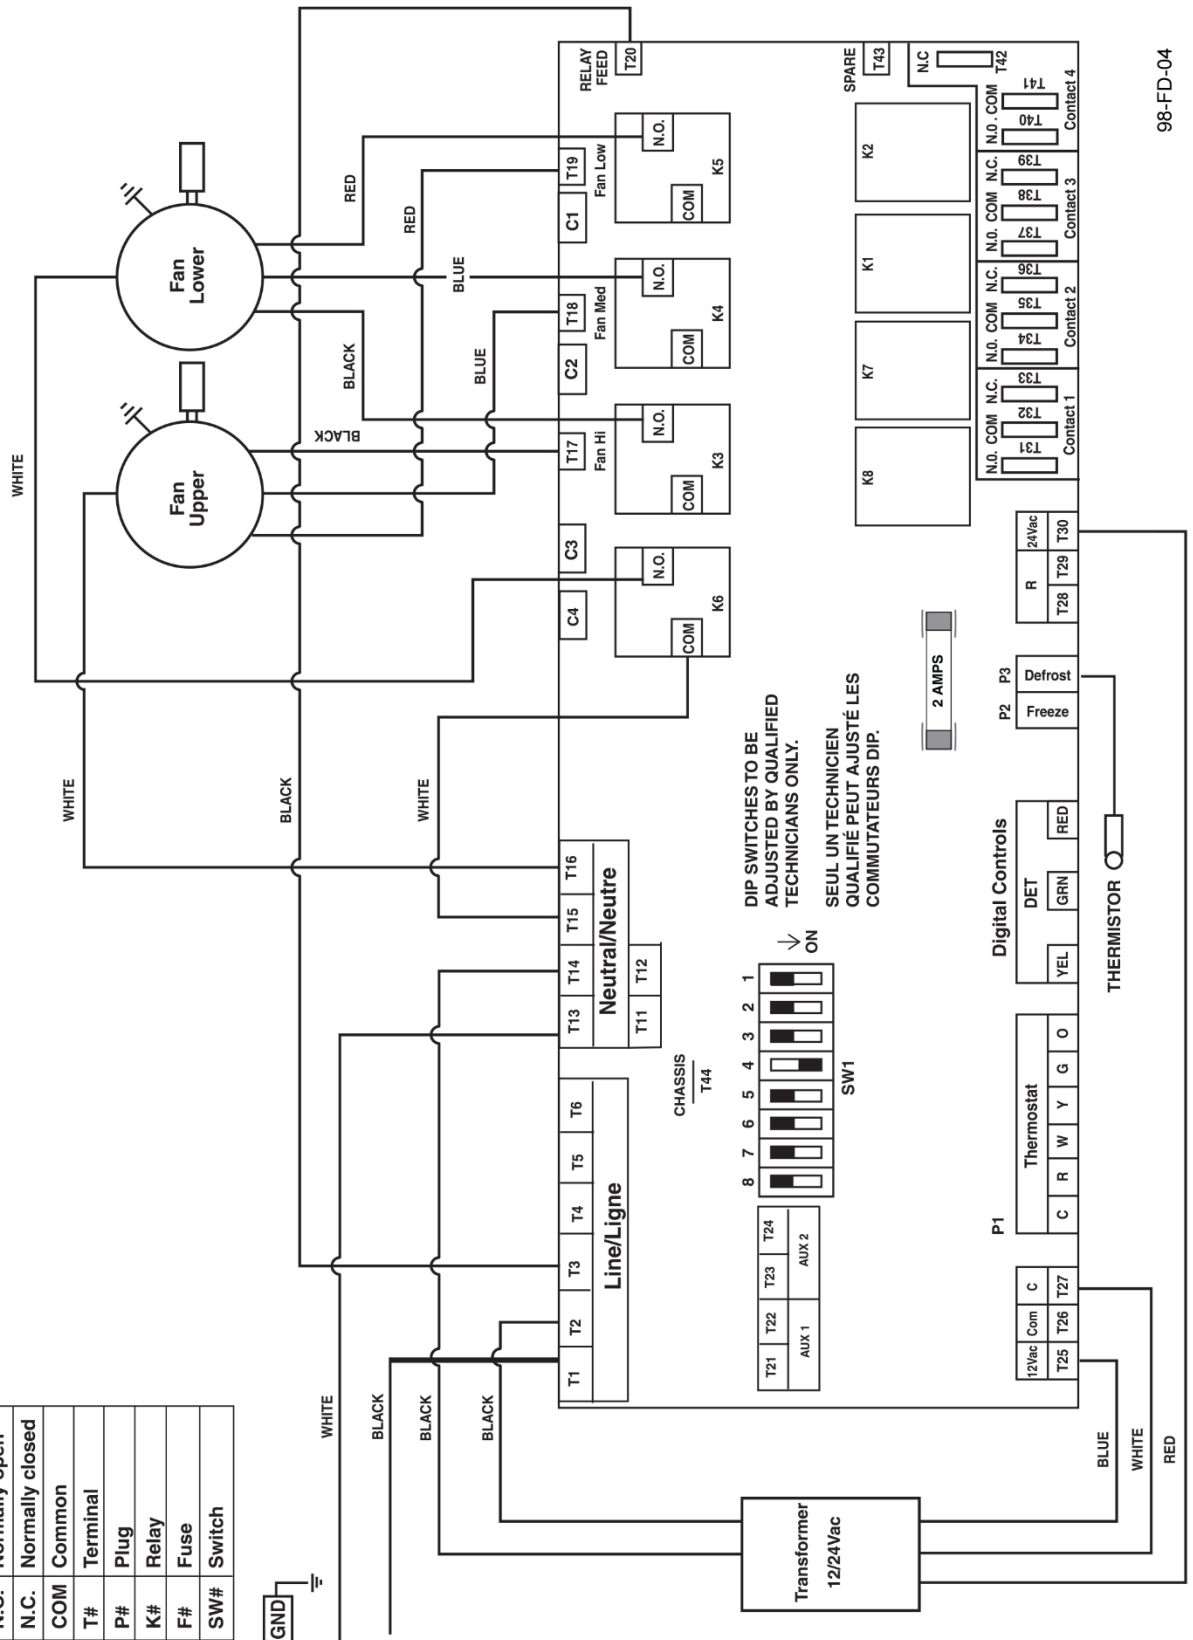 N.C. Normally closed
COM Common
T# Terminal
P# Plug
K# Relay
F# Fuse
SW# Switch
GND
WHITE
BLACK
BLACK
BLACK
Transformer
12/24Vac
BLUE
WHITE
RED
WHITE
WHITE
BLACK
WHITE
Fan
Upper
Fan
Lower
BLACK
BLACK
BLUE
BLUE
RED
RED
T1
T2
T3
T4
T5
T6
Line/Ligne
T13
T14
T15
T16
Neutral/Neutre
T11
T12
CHASSIS
T44
C4
C3
T17
Fan Hi
C2
T18
Fan Med
C1
T19
Fan Low
RELAY
FEED
T20
COM
N.O.
K6
COM
N.O.
K3
COM
N.O.
K4
COM
N.O.
K5
T21
T22
T23
T24
AUX 1
AUX 2
8
7
6
5
4
3
2
1
ON
SW1
DIP SWITCHES TO BE
ADJUSTED BY QUALIFIED
TECHNICIANS ONLY.
SEUL UN TECHNICIEN
QUALIFIÉ PEUT AJUSTÉ LES
COMMUTATEURS DIP.
2 AMPS
K8
K7
K1
K2
SPARE
T43
12Vac
Com
C
T25
T26
T27
P1
Thermostat
C
R
W
Y
G
O
Digital Controls
DET
YEL
GRN
RED
THERMISTOR
P2
P3
Freeze
Defrost
R
24Vac
T28
T29
T30
N.O. COM N.C.
T31
T32
T33
Contact 1
N.O. COM N.C.
T34
T35
T36
Contact 2
N.O. COM N.C.
T37
T38
T39
Contact 3
N.O. COM
T40
T41
Contact 4
N.C
T42
98-FD-04